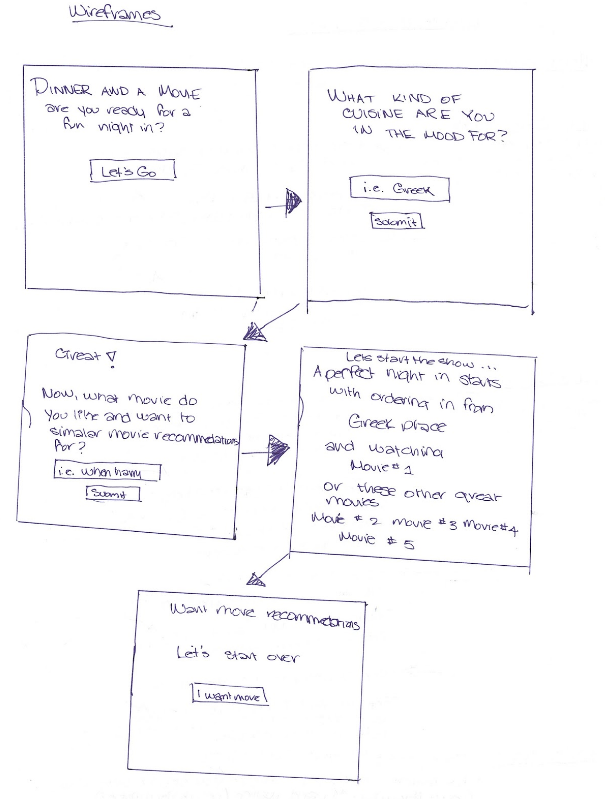 Wireframes
DINNER AND A MOVIE
are you ready for a
fun night in?
Let's Go
WHAT KIND OF
CUISINE ARE YOU
IN THE MOOD FOR?
i.e. Greek
Submit
Great!
Now, what movie do
you like and want to
similar movie recommedations
for?
i.e. when harry
Submit
Lets start the show ...
A perfect night in starts
with ordering in from
Greek place
and watching
Movie # 1
or these other great
movies
Movie # 2 movie # 3 Movie # 4
Movie # 5
Want more recommedations
Let's start over
I want more